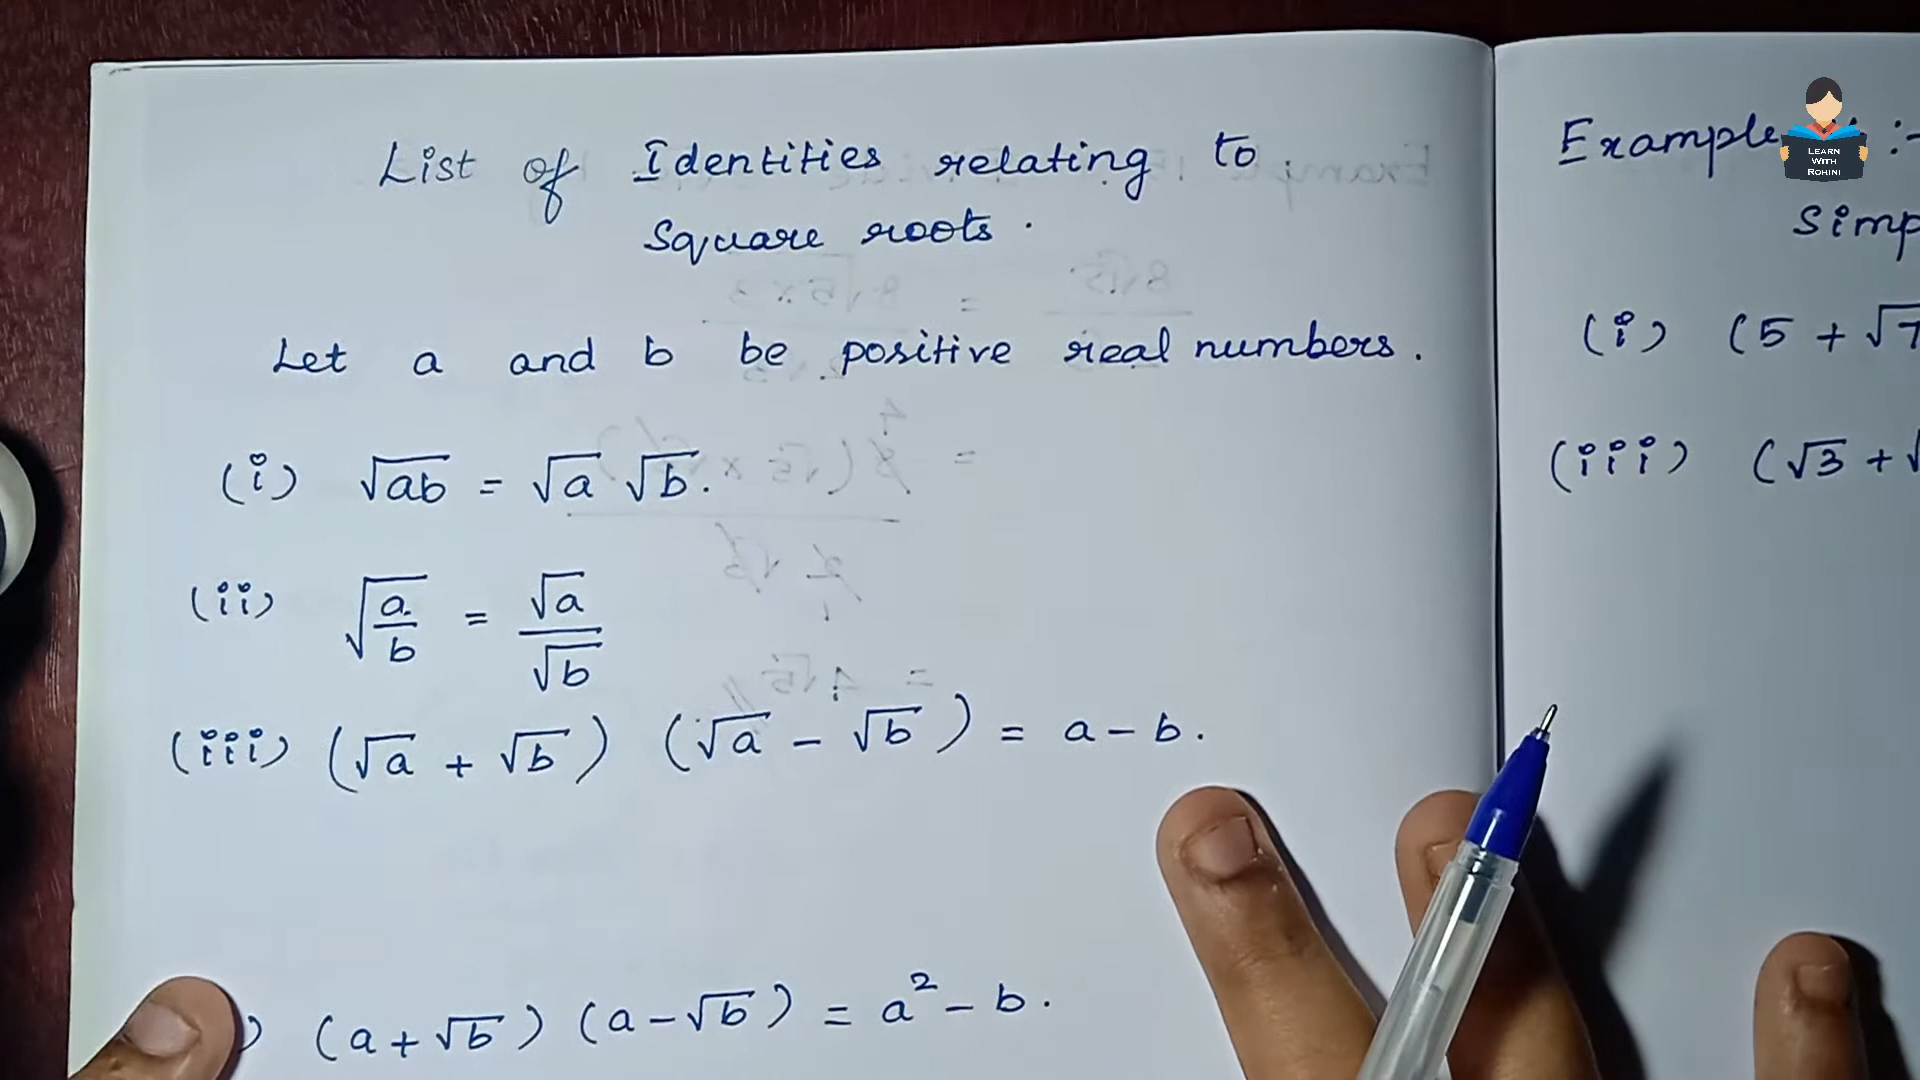 List of Identities relating to
Square roots.
Let a and b be positive real numbers.
(i) √ab = √a √b.
(ii) √(a/b) = √a/√b
(iii) (√a + √b) (√a - √b) = a - b.
) (a + √b) (a - √b) = a² - b.
Example :-
Simp
(i) (5 + √7
(iii) (√3 + √
LEARN
WITH
ROHINI